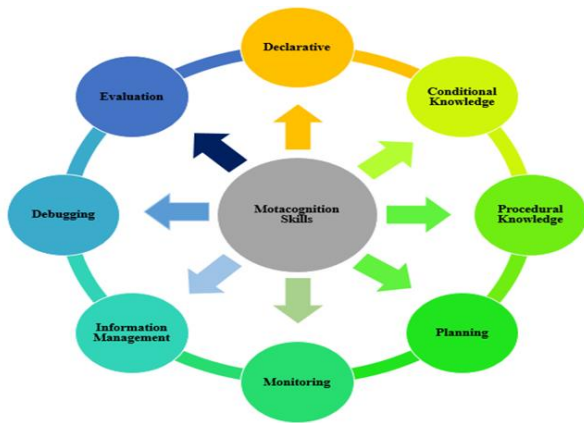 Declarative
Conditional
Knowledge
Procedural
Knowledge
Planning
Monitoring
Information
Management
Debugging
Evaluation
Motacognition
Skills